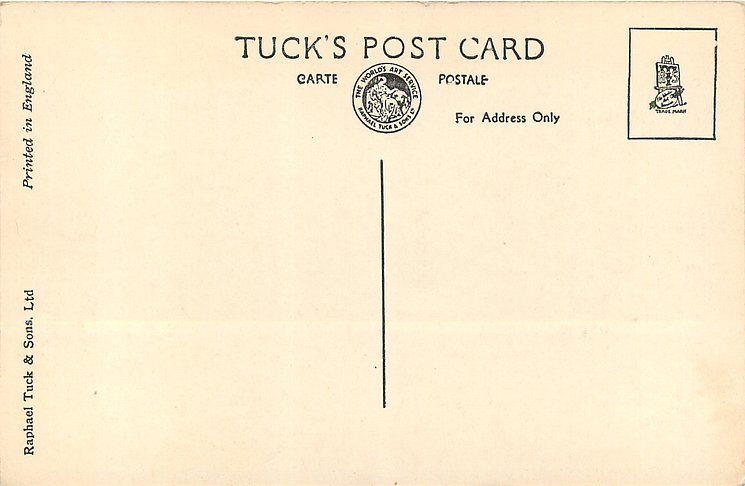 TUCK'S POST CARD
CARTE POSTALE
THE WORLD'S ART SERVICE
RAPHAEL TUCK & SONS LD
For Address Only
TRADE MARK
Printed in England
Raphael Tuck & Sons, Ltd